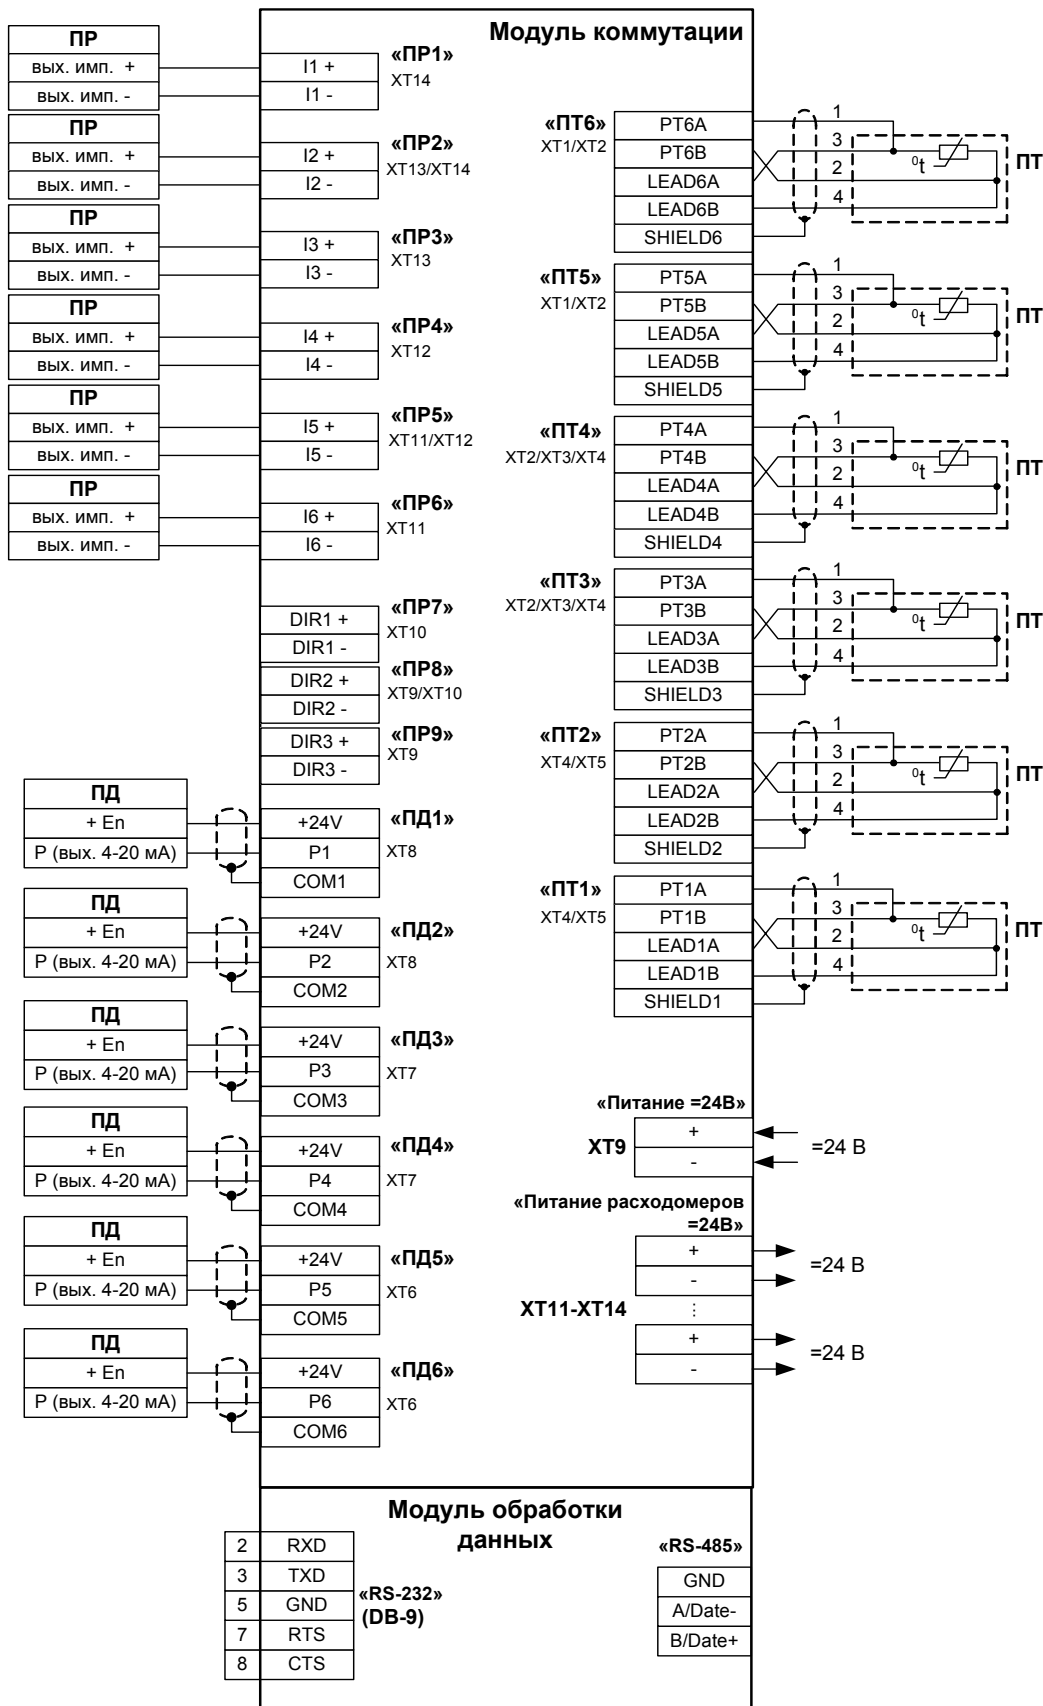 Модуль коммутации
ПР
вых. имп. +
вых. имп. -
I1 +
I1 -
«ПР1»
XT14
ПР
вых. имп. +
вых. имп. -
I2 +
I2 -
«ПР2»
XT13/XT14
ПР
вых. имп. +
вых. имп. -
I3 +
I3 -
«ПР3»
XT13
ПР
вых. имп. +
вых. имп. -
I4 +
I4 -
«ПР4»
XT12
ПР
вых. имп. +
вых. имп. -
I5 +
I5 -
«ПР5»
XT11/XT12
ПР
вых. имп. +
вых. имп. -
I6 +
I6 -
«ПР6»
XT11
DIR1 +
DIR1 -
«ПР7»
XT10
DIR2 +
DIR2 -
«ПР8»
XT9/XT10
DIR3 +
DIR3 -
«ПР9»
XT9
ПД
+ En
P (вых. 4-20 мА)
+24V
P1
COM1
«ПД1»
XT8
ПД
+ En
P (вых. 4-20 мА)
+24V
P2
COM2
«ПД2»
XT8
ПД
+ En
P (вых. 4-20 мА)
+24V
P3
COM3
«ПД3»
XT7
ПД
+ En
P (вых. 4-20 мА)
+24V
P4
COM4
«ПД4»
XT7
ПД
+ En
P (вых. 4-20 мА)
+24V
P5
COM5
«ПД5»
XT6
ПД
+ En
P (вых. 4-20 мА)
+24V
P6
COM6
«ПД6»
XT6
«ПТ6»
XT1/XT2
PT6A
PT6B
LEAD6A
LEAD6B
SHIELD6
1
3
2
4
0t
ПТ
«ПТ5»
XT1/XT2
PT5A
PT5B
LEAD5A
LEAD5B
SHIELD5
1
3
2
4
0t
ПТ
«ПТ4»
XT2/XT3/XT4
PT4A
PT4B
LEAD4A
LEAD4B
SHIELD4
1
3
2
4
0t
ПТ
«ПТ3»
XT2/XT3/XT4
PT3A
PT3B
LEAD3A
LEAD3B
SHIELD3
1
3
2
4
0t
ПТ
«ПТ2»
XT4/XT5
PT2A
PT2B
LEAD2A
LEAD2B
SHIELD2
1
3
2
4
0t
ПТ
«ПТ1»
XT4/XT5
PT1A
PT1B
LEAD1A
LEAD1B
SHIELD1
1
3
2
4
0t
ПТ
«Питание =24В»
XT9
+
-
=24 В
«Питание расходомеров
=24В»
+
-
=24 В
XT11-XT14
⋮
+
-
=24 В
Модуль обработки
данных
2 RXD
3 TXD
5 GND
7 RTS
8 CTS
«RS-232»
(DB-9)
«RS-485»
GND
A/Date-
B/Date+